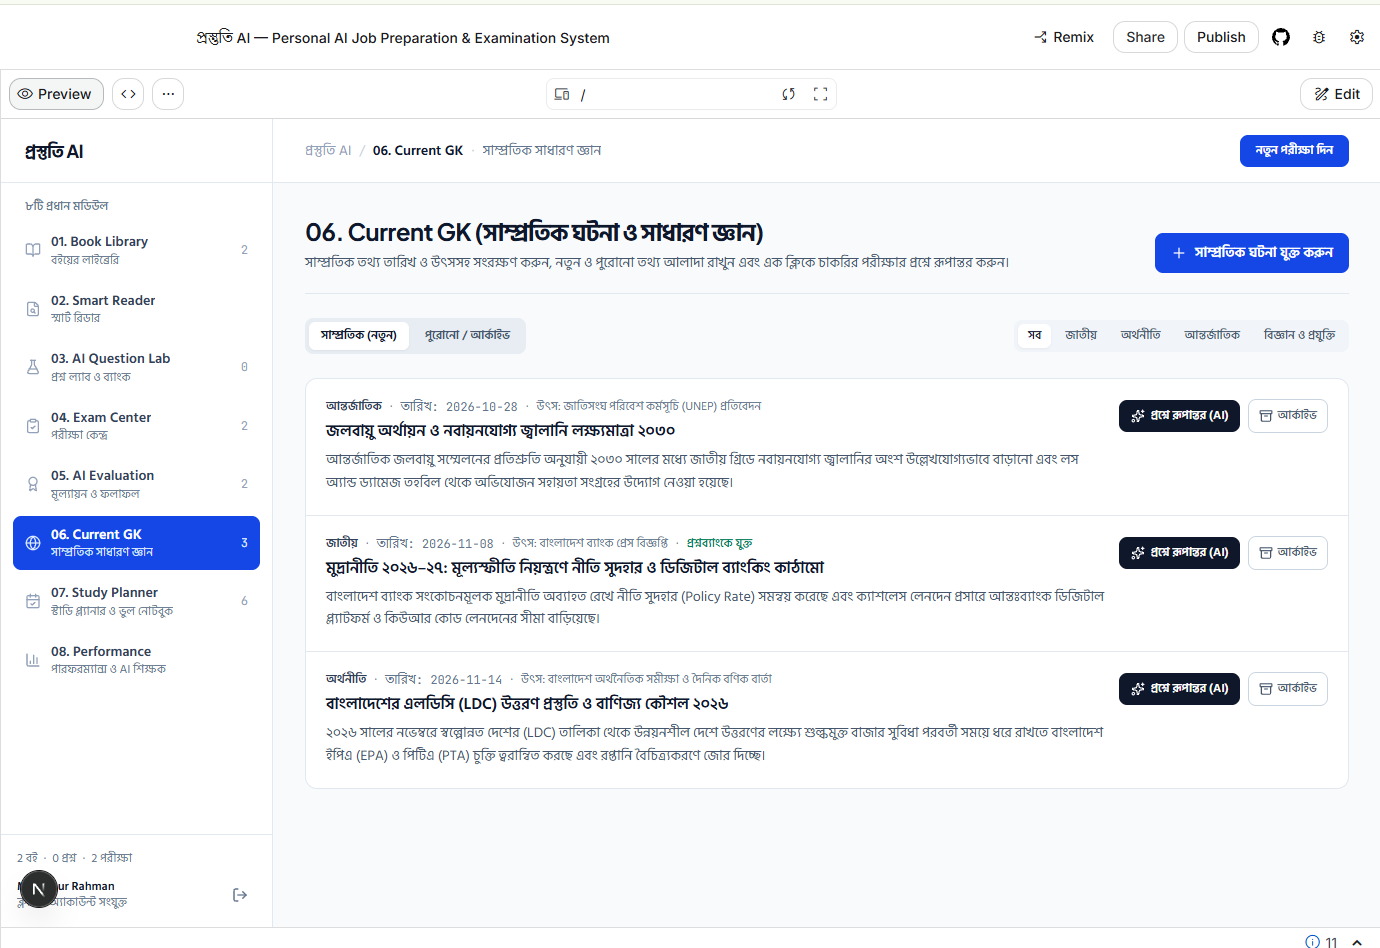 প্রস্তুতি AI — Personal AI Job Preparation & Examination System
Remix
Share
Publish
Preview
/
Edit
প্রস্তুতি AI
প্রস্তুতি AI / 06. Current GK · সাম্প্রতিক সাধারণ জ্ঞান
নতুন পরীক্ষা দিন
৮টি প্রধান মডিউল
01. Book Library
বইয়ের লাইব্রেরি
2
02. Smart Reader
স্মার্ট রিডার
03. AI Question Lab
প্রশ্ন ল্যাব ও ব্যাংক
0
04. Exam Center
পরীক্ষা কেন্দ্র
2
05. AI Evaluation
মূল্যায়ন ও ফলাফল
2
06. Current GK
সাম্প্রতিক সাধারণ জ্ঞান
3
07. Study Planner
স্টাডি প্ল্যানার ও ভুল নোটবুক
6
08. Performance
পারফরম্যান্স ও AI শিক্ষক
2 বই · 0 প্রশ্ন · 2 পরীক্ষা
ur Rahman
অ্যাকাউন্ট সংযুক্ত
N
06. Current GK (সাম্প্রতিক ঘটনা ও সাধারণ জ্ঞান)
সাম্প্রতিক তথ্য তারিখ ও উৎসসহ সংরক্ষণ করুন, নতুন ও পুরোনো তথ্য আলাদা রাখুন এবং এক ক্লিকে চাকরির পরীক্ষার প্রশ্নে রূপান্তর করুন।
+ সাম্প্রতিক ঘটনা যুক্ত করুন
সাম্প্রতিক (নতুন)
পুরোনো / আর্কাইভ
সব
জাতীয়
অর্থনীতি
আন্তর্জাতিক
বিজ্ঞান ও প্রযুক্তি
আন্তর্জাতিক · তারিখ: 2026-10-28 · উৎস: জাতিসংঘ পরিবেশ কর্মসূচি (UNEP) প্রতিবেদন
জলবায়ু অর্থায়ন ও নবায়নযোগ্য জ্বালানি লক্ষ্যমাত্রা ২০৩০
আন্তর্জাতিক জলবায়ু সম্মেলনের প্রতিশ্রুতি অনুযায়ী ২০৩০ সালের মধ্যে জাতীয় গ্রিডে নবায়নযোগ্য জ্বালানির অংশ উল্লেখযোগ্যভাবে বাড়ানো এবং লস
অ্যান্ড ড্যামেজ তহবিল থেকে অভিযোজন সহায়তা সংগ্রহের উদ্যোগ নেওয়া হয়েছে।
প্রশ্নে রূপান্তর (AI)
আর্কাইভ
জাতীয় · তারিখ: 2026-11-08 · উৎস: বাংলাদেশ ব্যাংক প্রেস বিজ্ঞপ্তি · প্রশ্নব্যাংকে যুক্ত
মুদ্রানীতি ২০২৬–২৭: মূল্যস্ফীতি নিয়ন্ত্রণে নীতি সুদহার ও ডিজিটাল ব্যাংকিং কাঠামো
বাংলাদেশ ব্যাংক সংকোচনমূলক মুদ্রানীতি অব্যাহত রেখে নীতি সুদহার (Policy Rate) সমন্বয় করেছে এবং ক্যাশলেস লেনদেন প্রসারে আন্তঃব্যাংক ডিজিটাল
প্ল্যাটফর্ম ও কিউআর কোড লেনদেনের সীমা বাড়িয়েছে।
প্রশ্নে রূপান্তর (AI)
আর্কাইভ
অর্থনীতি · তারিখ: 2026-11-14 · উৎস: বাংলাদেশ অর্থনৈতিক সমীক্ষা ও দৈনিক বণিক বার্তা
বাংলাদেশের এলডিসি (LDC) উত্তরণ প্রস্তুতি ও বাণিজ্য কৌশল ২০২৬
২০২৬ সালের নভেম্বরে স্বল্পোন্নত দেশের (LDC) তালিকা থেকে উন্নয়নশীল দেশে উত্তরণের লক্ষ্যে শুল্কমুক্ত বাজার সুবিধা পরবর্তী সময়ে ধরে রাখতে বাংলাদেশ
ইপিএ (EPA) ও পিটিএ (PTA) চুক্তি ত্বরান্বিত করছে এবং রপ্তানি বৈচিত্র্যকরণে জোর দিচ্ছে।
প্রশ্নে রূপান্তর (AI)
আর্কাইভ
11